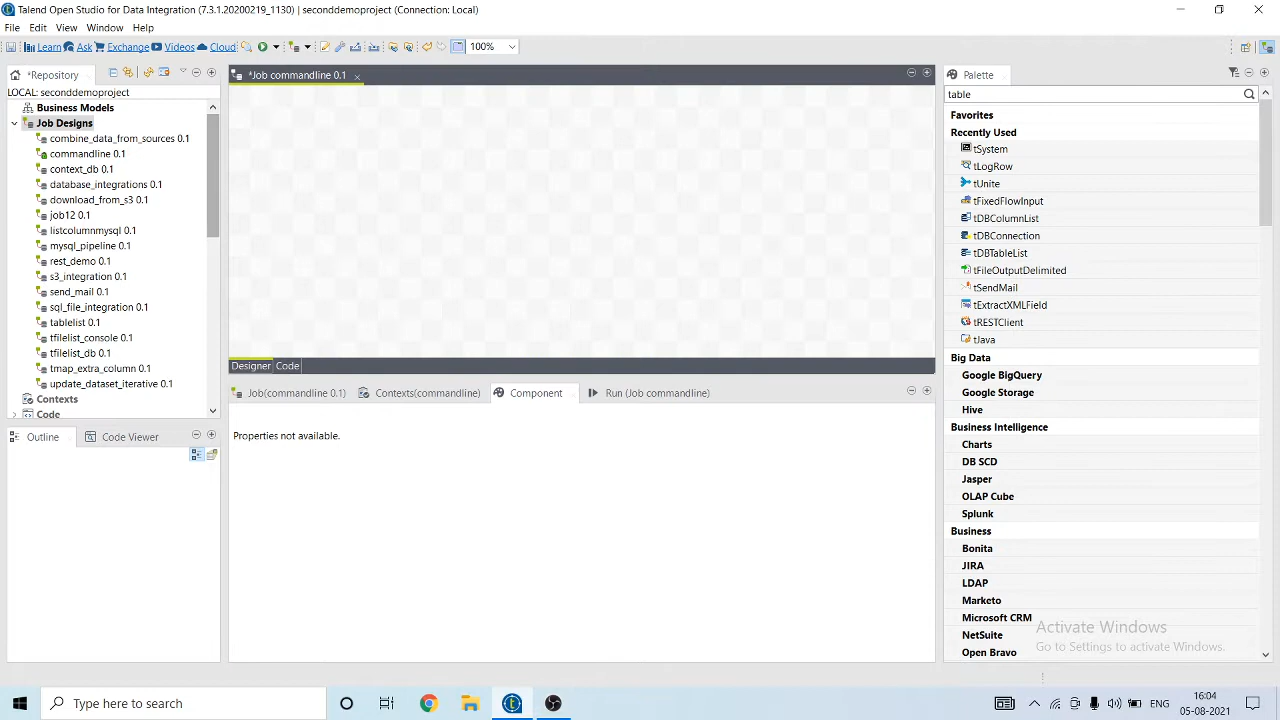 Talend Open Studio for Data Integration (7.3.1.20200219_1130) | seconddemoproject (Connection: Local)
File Edit View Window Help
Learn Ask Exchange Videos Cloud 100%
*Repository
LOCAL: seconddemoproject
Business Models
Job Designs
combine_data_from_sources 0.1
commandline 0.1
context_db 0.1
database_integrations 0.1
download_from_s3 0.1
job12 0.1
listcolumnmysql 0.1
mysql_pipeline 0.1
rest_demo 0.1
s3_integration 0.1
send_mail 0.1
sql_file_integration 0.1
tablelist 0.1
tfilelist_console 0.1
tfilelist_db 0.1
tmap_extra_column 0.1
update_dataset_iterative 0.1
Contexts
Code
Outline Code Viewer
*Job commandline 0.1
Designer Code
Job(commandline 0.1) Contexts(commandline) Component Run (Job commandline)
Properties not available.
Palette
table
Favorites
Recently Used
tSystem
tLogRow
tUnite
tFixedFlowInput
tDBColumnList
tDBConnection
tDBTableList
tFileOutputDelimited
tSendMail
tExtractXMLField
tRESTClient
tJava
Big Data
Google BigQuery
Google Storage
Hive
Business Intelligence
Charts
DB SCD
Jasper
OLAP Cube
Splunk
Business
Bonita
JIRA
LDAP
Marketo
Microsoft CRM
NetSuite
Open Bravo
Activate Windows
Go to Settings to activate Windows.
Type here to search
ENG
16:04
05-08-2021